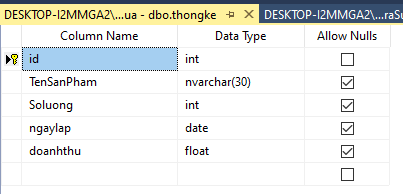 DESKTOP-I2MMGA2\...ua - dbo.thongke
DESKTOP-I2MMGA2\...raSu
Column Name Data Type Allow Nulls
id int
TenSanPham nvarchar(30)
Soluong int
ngaylap date
doanhthu float